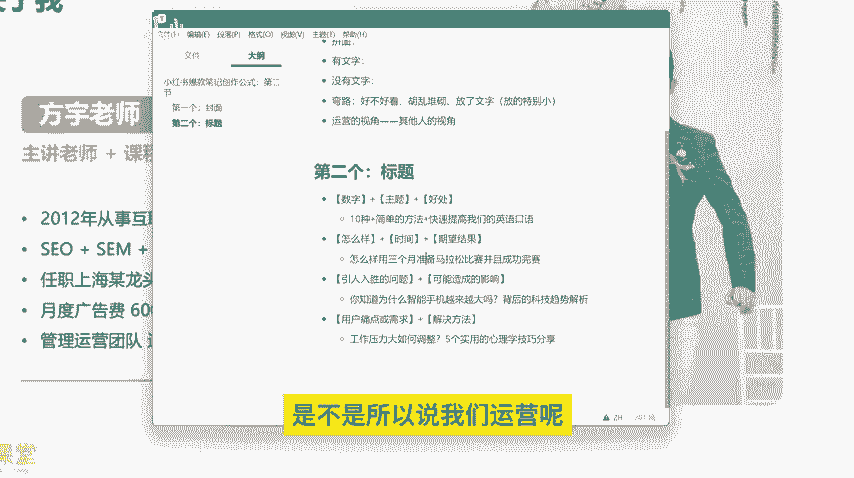 方宇老师
主讲老师 + 课程
2012年从事互联
SEO + SEM +
任职上海某龙头
月度广告费 600
管理运营团队
文件(F) 编辑(E) 段落(P) 格式(O) 视图(V) 主题(T) 帮助(H)
文件 大纲
小红书爆款笔记创作公式：第二
节
第一个：封面
第二个：标题
拼图：
有文字：
没有文字：
弯路：好不好看、胡乱堆砌、放了文字（放的特别小）
运营的视角——其他人的视角
第二个：标题
【数字】+【主题】+【好处】
10种+简单的方法+快速提高我们的英语口语
【怎么样】+【时间】+【期望结果】
怎么样用三个月准备马拉松比赛并且成功完赛
【引人入胜的问题】+【可能造成的影响】
你知道为什么智能手机越来越大吗？背后的科技趋势解析
【用户痛点或需求】+【解决方法】
工作压力大如何调整？5个实用的心理学技巧分享
是不是所以说我们运营呢